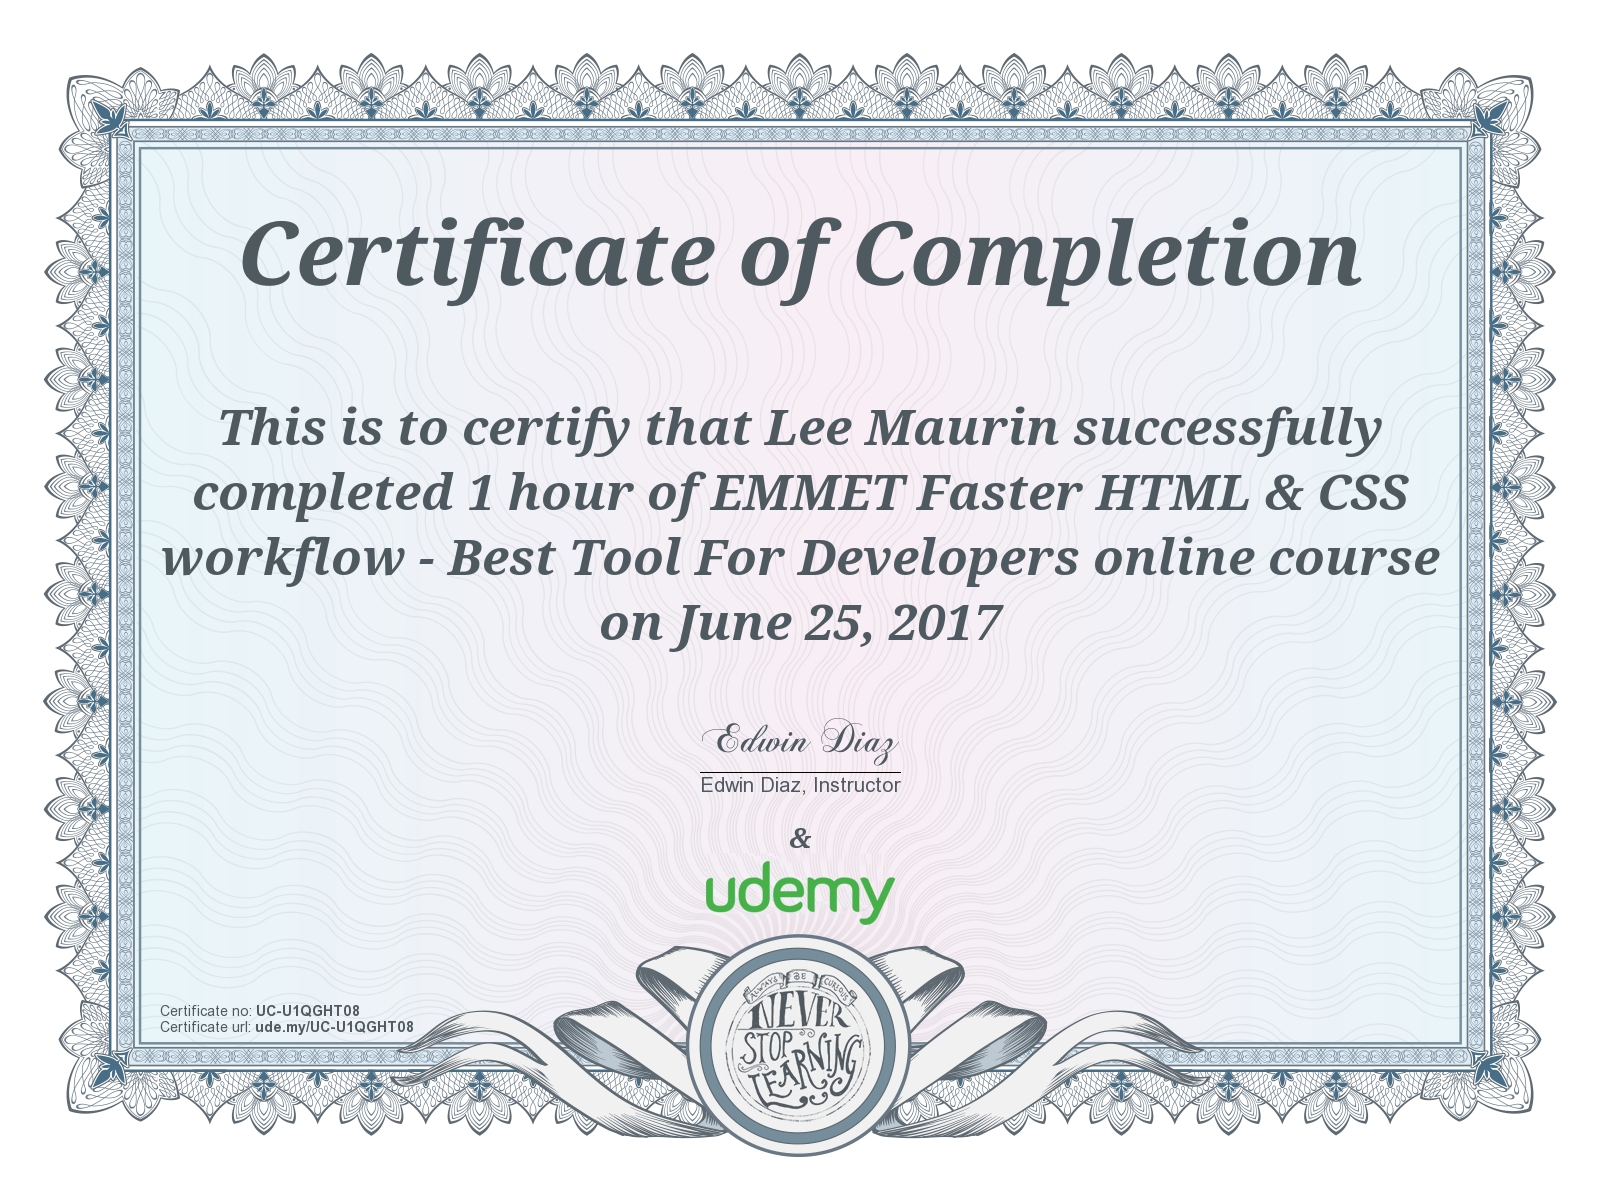 Certificate of Completion
This is to certify that Lee Maurin successfully
completed 1 hour of EMMET Faster HTML & CSS
workflow - Best Tool For Developers online course
on June 25, 2017
Edwin Diaz
Edwin Diaz, Instructor
&
udemy
Certificate no: UC-U1QGHT08
Certificate url: ude.my/UC-U1QGHT08
ALWAYS BE CURIOUS
NEVER
STOP
LEARNING